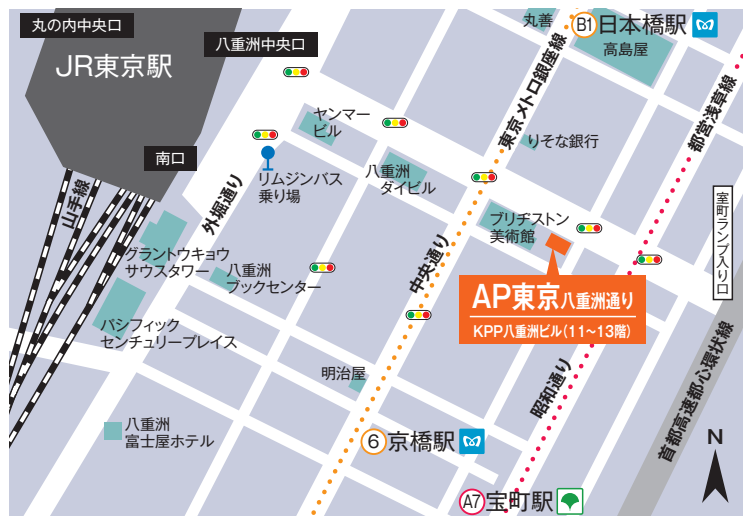 丸の内中央口
JR東京駅
八重洲中央口
南口
山手線
外堀通り
ヤンマー
ビル
リムジンバス
乗り場
八重洲
ダイビル
丸善
B1
日本橋駅
高島屋
東京メトロ銀座線
都営浅草線
りそな銀行
ブリヂストン
美術館
室町ランプ入り口
グラントウキョウ
サウスタワー
八重洲
ブックセンター
中央通り
AP東京八重洲通り
KPP八重洲ビル(11〜13階)
パシフィック
センチュリープレイス
明治屋
昭和通り
首都高速都心環状線
八重洲
富士屋ホテル
6
京橋駅
A7
宝町駅
N